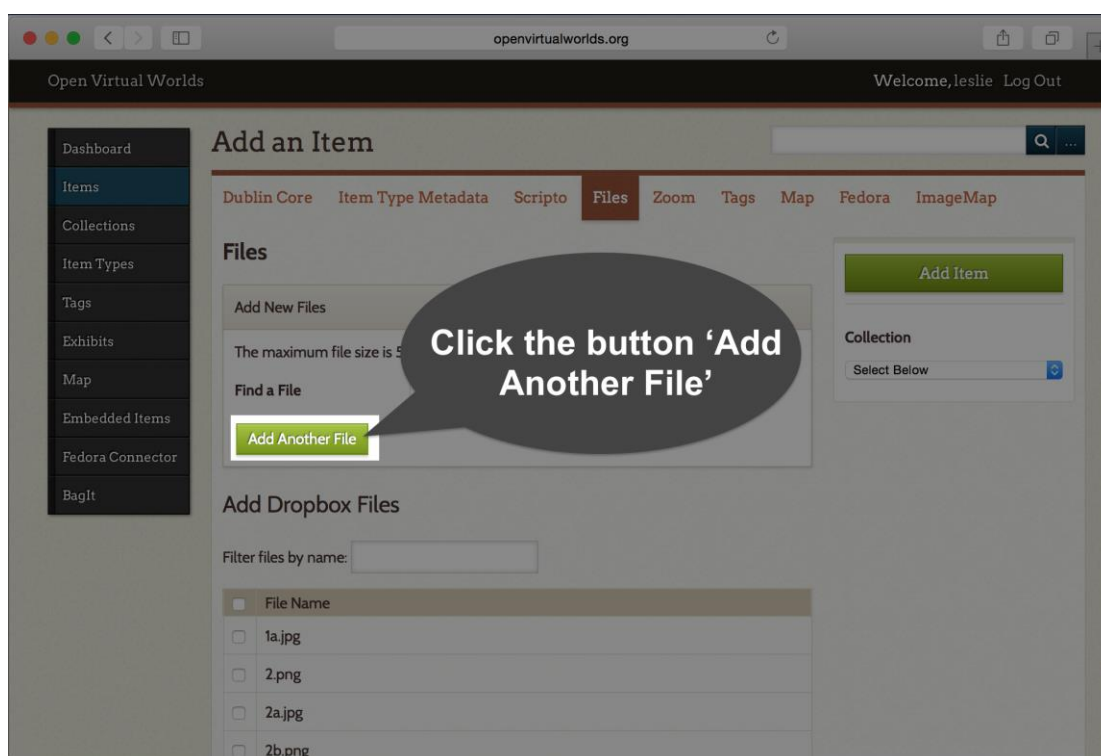 openvirtualworlds.org
Open Virtual Worlds
Welcome, leslie Log Out
Dashboard
Items
Collections
Item Types
Tags
Exhibits
Map
Embedded Items
Fedora Connector
BagIt
Add an Item
...
Dublin Core Item Type Metadata Scripto Files Zoom Tags Map Fedora ImageMap
Files
Add New Files
The maximum file size is
Find a File
Add Another File
Click the button ‘Add
Another File’
Add Dropbox Files
Filter files by name:
File Name
1a.jpg
2.png
2a.jpg
2b.png
Add Item
Collection
Select Below